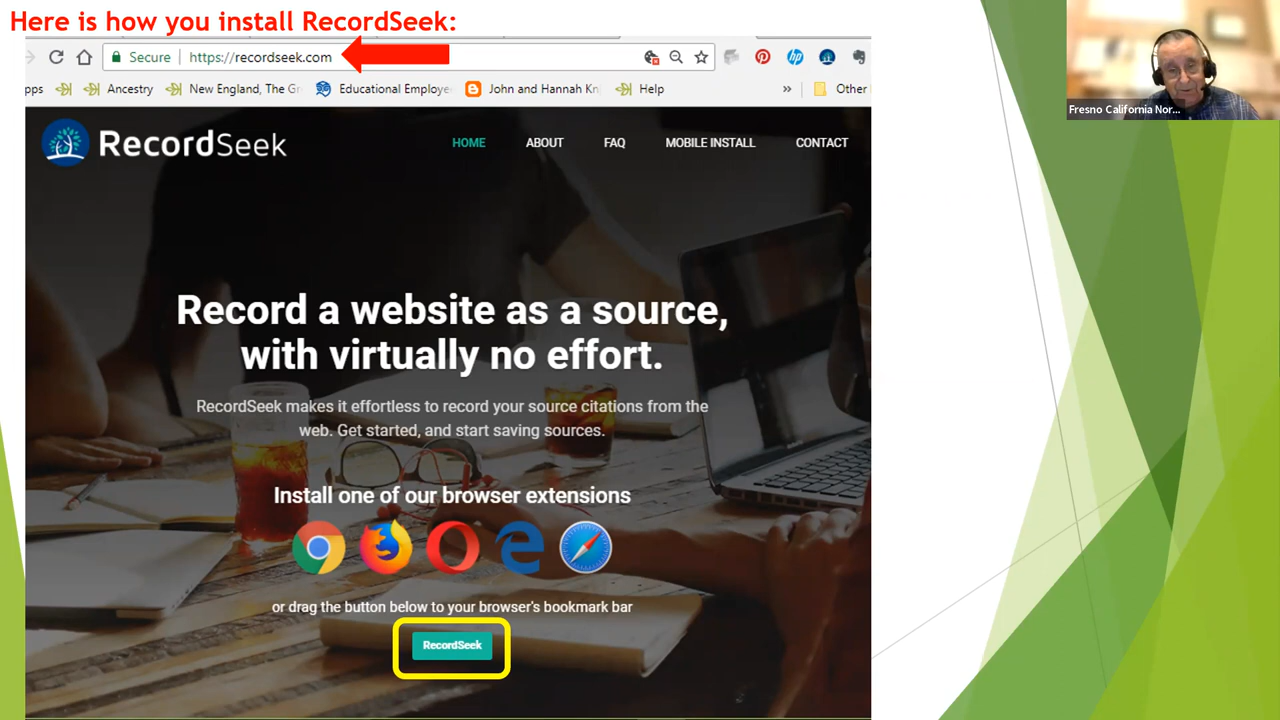 Here is how you install RecordSeek:
Secure https://recordseek.com
Ancestry New England, The Gr Educational Employe John and Hannah Kn Help » Other
RecordSeek HOME ABOUT FAQ MOBILE INSTALL CONTACT
Fresno California Nor...
Record a website as a source,
with virtually no effort.
RecordSeek makes it effortless to record your source citations from the
web. Get started, and start saving sources.
Install one of our browser extensions
or drag the button below to your browser's bookmark bar
RecordSeek